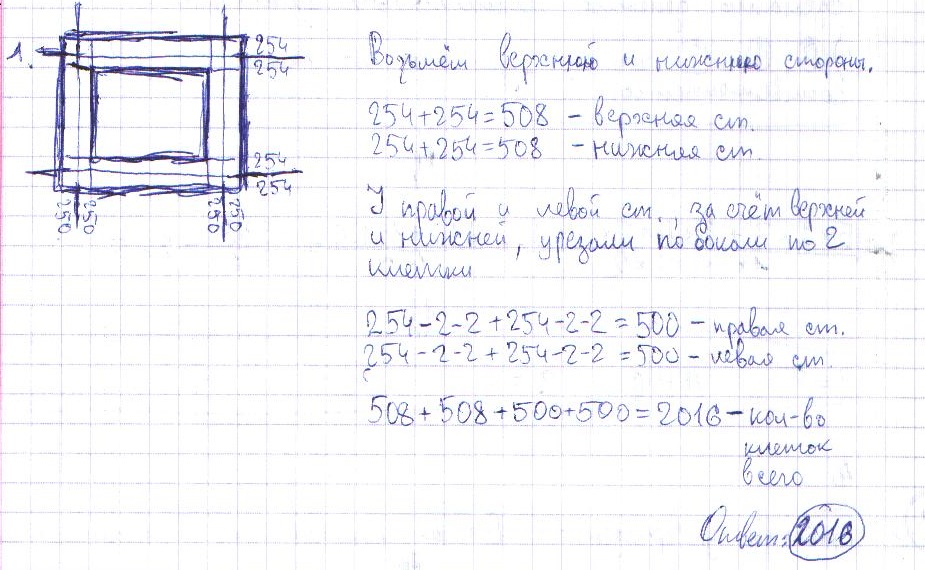 1.
254
254
254
254
250
250
250
250
Возьмём верхнюю и нижнюю стороны.
254+254=508 – верхняя ст.
254+254=508 – нижняя ст.
У правой и левой ст., за счёт верхней
и нижней, урезали по бокам по 2
клетки
254-2-2+254-2-2=500 – правая ст.
254-2-2+254-2-2=500 – левая ст.
508+508+500+500=2016 – кол-во
клеток
всего
Ответ: 2016